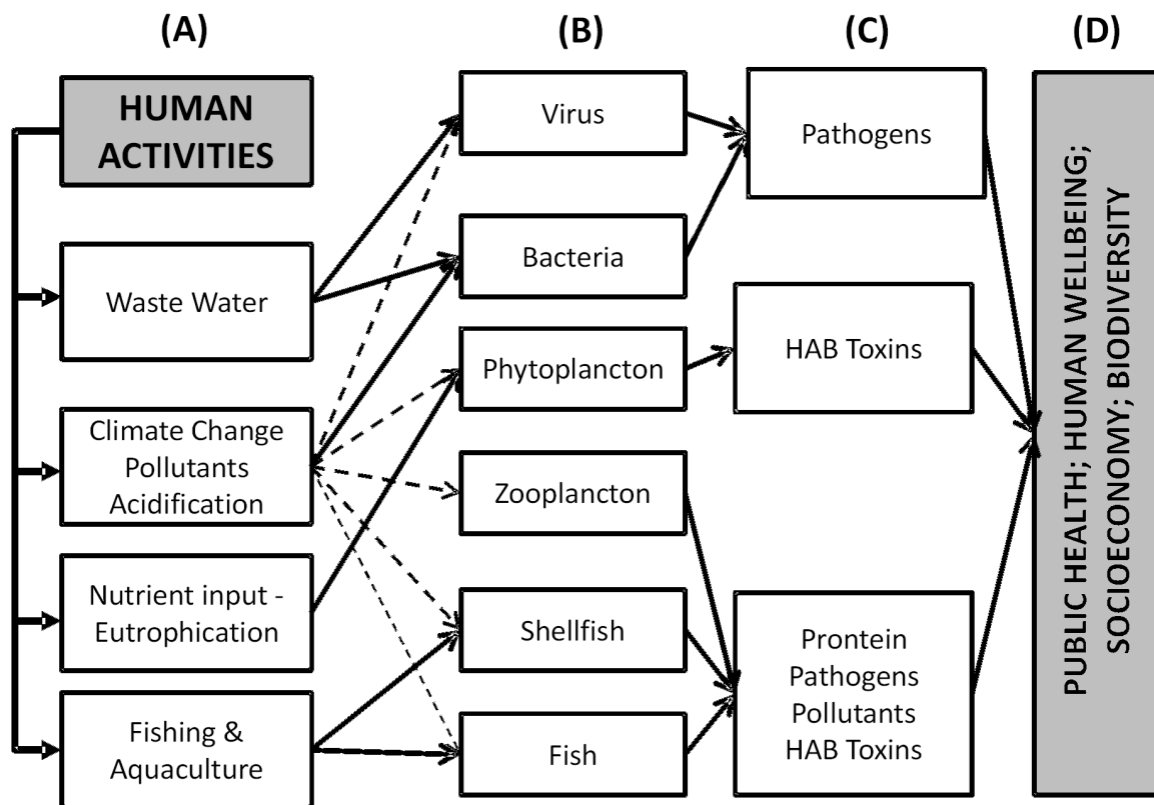 (A)
(B)
(C)
(D)
HUMAN
ACTIVITIES
Waste Water
Climate Change
Pollutants
Acidification
Nutrient input -
Eutrophication
Fishing &
Aquaculture
Virus
Bacteria
Phytoplancton
Zooplancton
Shellfish
Fish
Pathogens
HAB Toxins
Prontein
Pathogens
Pollutants
HAB Toxins
PUBLIC HEALTH; HUMAN WELLBEING;
SOCIOECONOMY; BIODIVERSITY